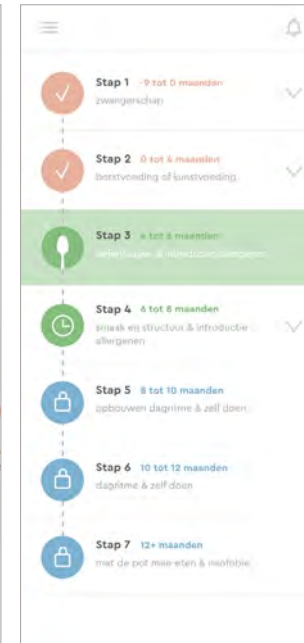 Stap 1 -9 tot 0 maanden
zwangerschap
Stap 2 0 tot 4 maanden
borstvoeding of kunstvoeding
Stap 3 4 tot 6 maanden
Stap 4 6 tot 8 maanden
smaak en structuur & introductie
allergenen
Stap 5 8 tot 10 maanden
opbouwen dagritme & zelf doen
Stap 6 10 tot 12 maanden
dagritme & zelf doen
Stap 7 12+ maanden
met de pot mee-eten & neofobie